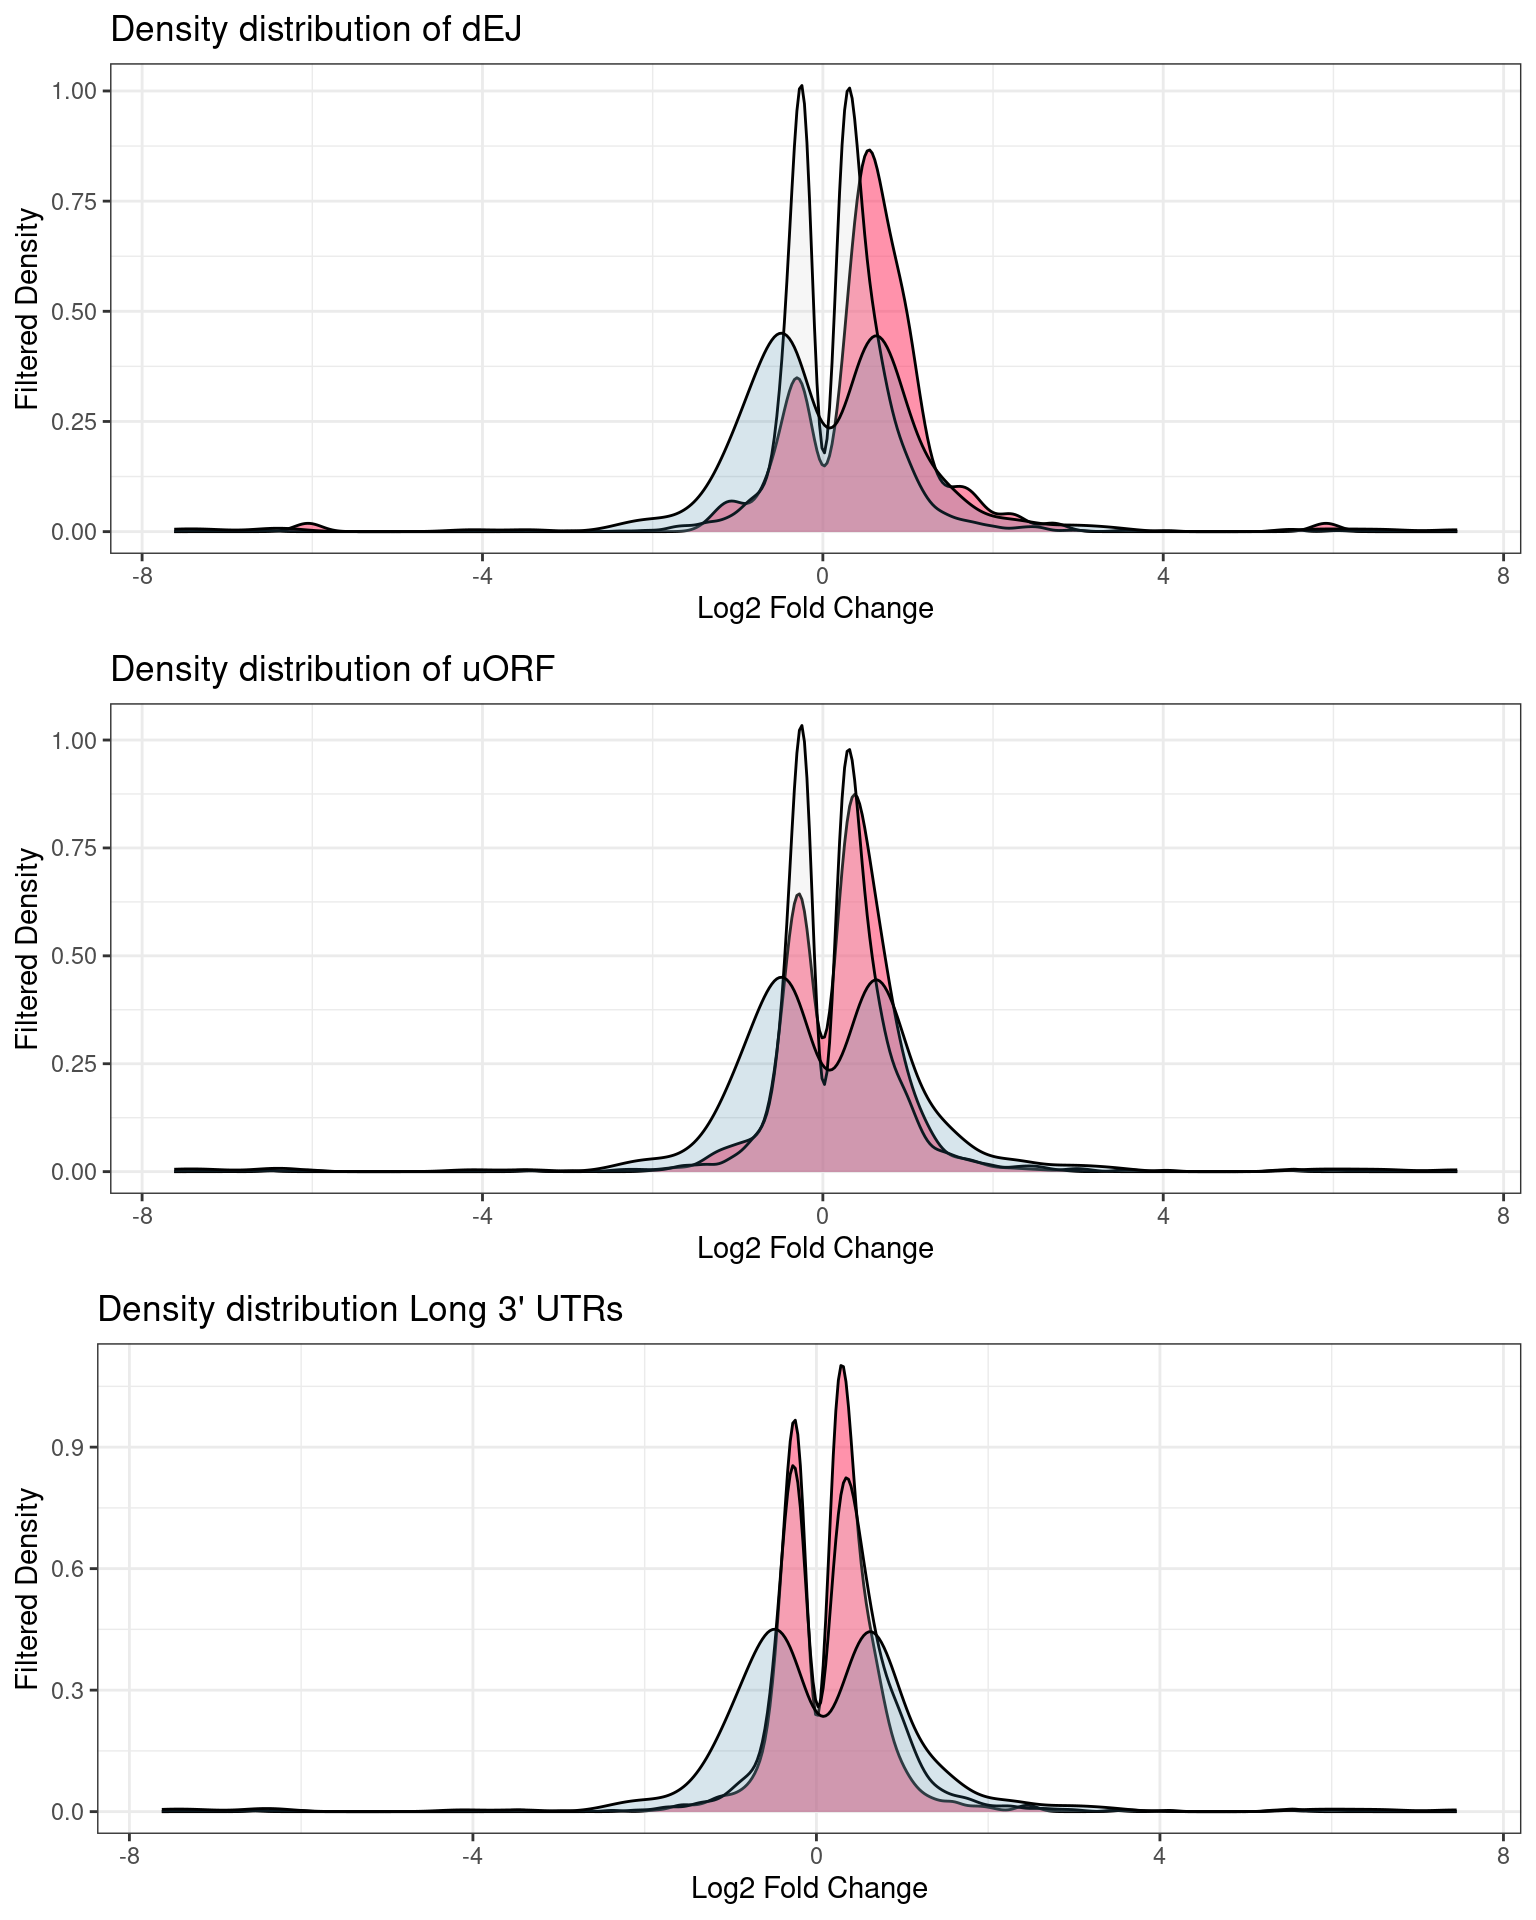 Density distribution of dEJ
1.00
0.75
0.50
0.25
0.00
Filtered Density
-8 -4 0 4 8
Log2 Fold Change
Density distribution of uORF
1.00
0.75
0.50
0.25
0.00
Filtered Density
-8 -4 0 4 8
Log2 Fold Change
Density distribution Long 3' UTRs
0.9
0.6
0.3
0.0
Filtered Density
-8 -4 0 4 8
Log2 Fold Change